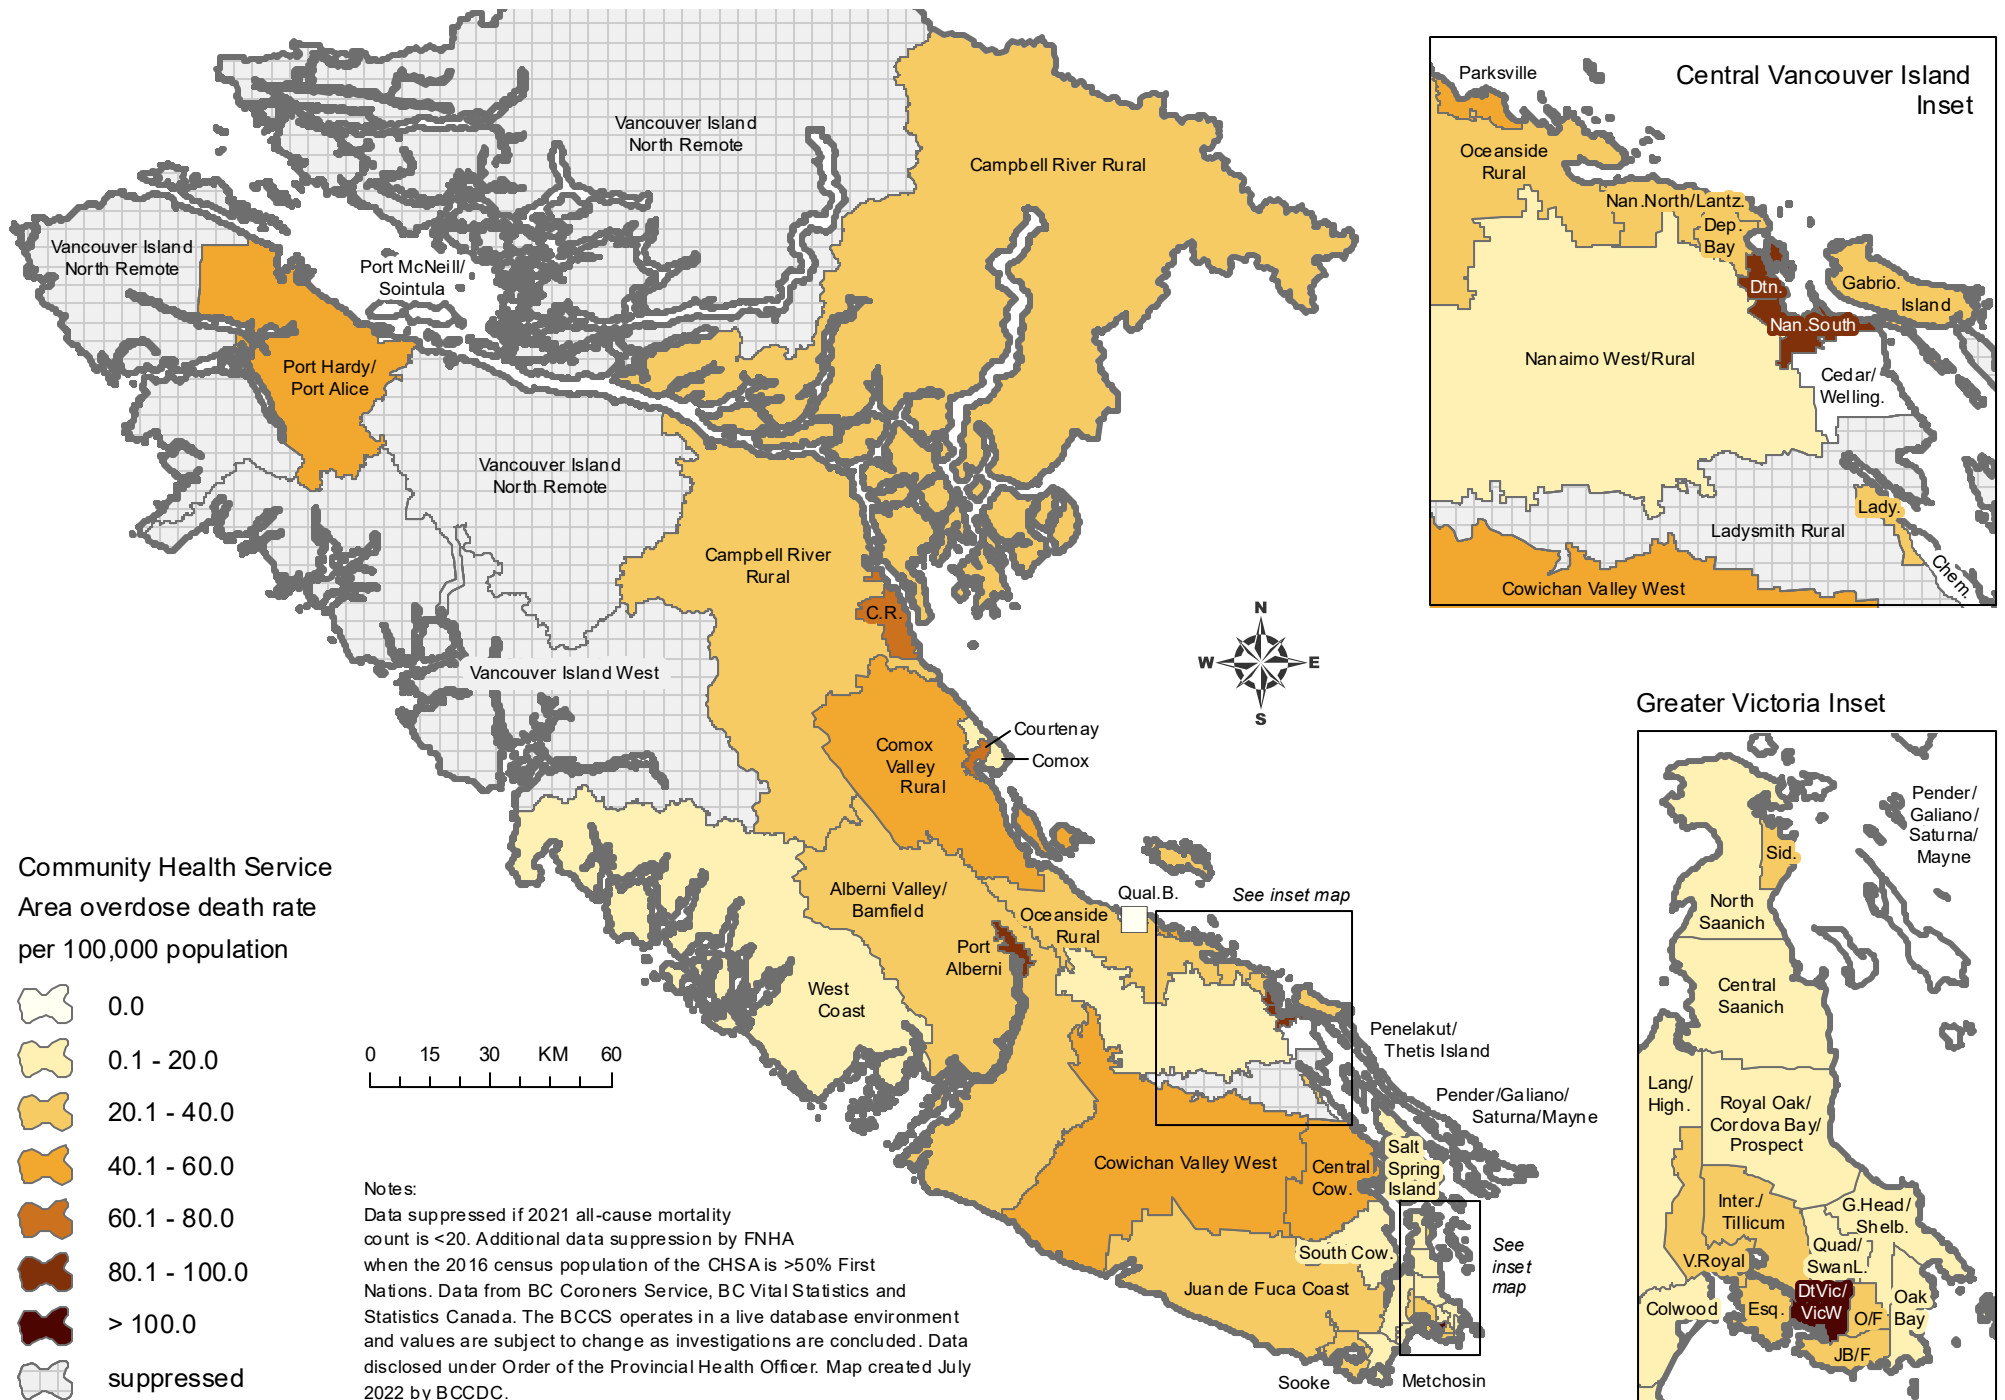 Vancouver Island
North Remote
Campbell River Rural
Vancouver Island
North Remote
Port McNeill/
Sointula
Port Hardy/
Port Alice
Vancouver Island
North Remote
Campbell River
Rural
C.R.
Vancouver Island West
Courtenay
Comox
Comox
Valley
Rural
N
W
E
S
Alberni Valley/
Bamfield
Qual.B.
See inset map
Oceanside
Rural
Port
Alberni
West
Coast
Penelakut/
Thetis Island
Pender/Galiano/
Saturna/Mayne
Cowichan Valley West
Central
Cow.
Salt
Spring
Island
South Cow.
See
inset
map
Juan de Fuca Coast
Sooke
Metchosin
Central Vancouver Island
Inset
Parksville
Oceanside
Rural
Nan.North/Lantz.
Dep.
Bay
Dtn.
Gabrio.
Island
Nan.South
Nanaimo West/Rural
Cedar/
Welling.
Lady.
Ladysmith Rural
Chem.
Cowichan Valley West
Greater Victoria Inset
Pender/
Galiano/
Saturna/
Mayne
Sid.
North
Saanich
Central
Saanich
Lang/
High.
Royal Oak/
Cordova Bay/
Prospect
Inter./
Tillicum
G.Head/
Shelb.
Quad/
SwanL.
V.Royal
DtVic/
VicW
Oak
Bay
Colwood
Esq.
O/F
JB/F
Community Health Service
Area overdose death rate
per 100,000 population
0.0
0.1 - 20.0
20.1 - 40.0
40.1 - 60.0
60.1 - 80.0
80.1 - 100.0
> 100.0
suppressed
0 15 30 KM 60
Notes:
Data suppressed if 2021 all-cause mortality
count is <20. Additional data suppression by FNHA
when the 2016 census population of the CHSA is >50% First
Nations. Data from BC Coroners Service, BC Vital Statistics and
Statistics Canada. The BCCS operates in a live database environment
and values are subject to change as investigations are concluded. Data
disclosed under Order of the Provincial Health Officer. Map created July
2022 by BCCDC.